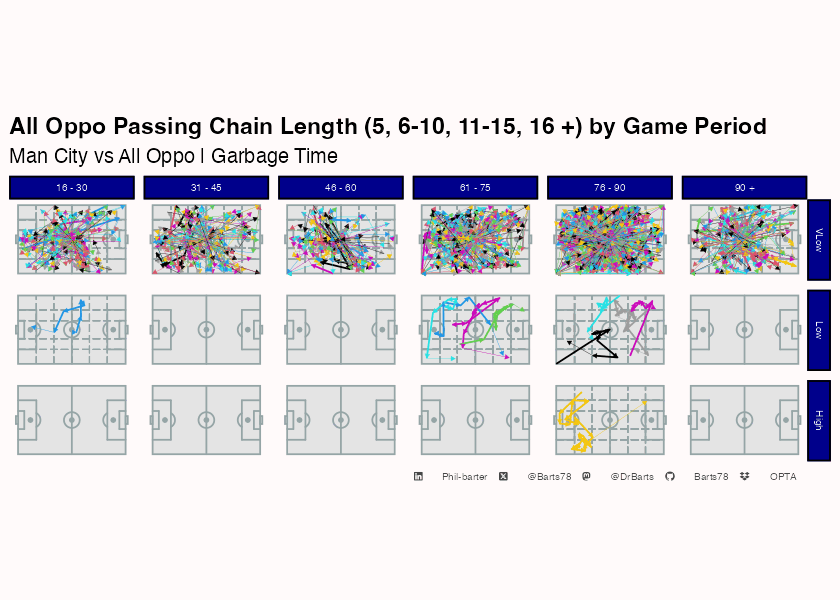 All Oppo Passing Chain Length (5, 6-10, 11-15, 16 +) by Game Period
Man City vs All Oppo | Garbage Time
16 - 30
31 - 45
46 - 60
61 - 75
76 - 90
90 +
VLow
Low
High
Phil-barter @Barts78 @DrBarts Barts78 OPTA